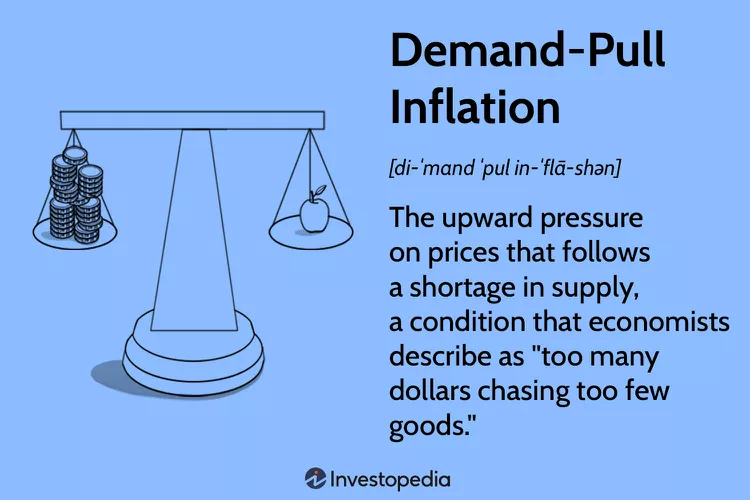 Demand-Pull
Inflation
[di-ˈmand ˈpul in-ˈflā-shən]
The upward pressure
on prices that follows
a shortage in supply,
a condition that economists
describe as "too many
dollars chasing too few
goods."
Investopedia